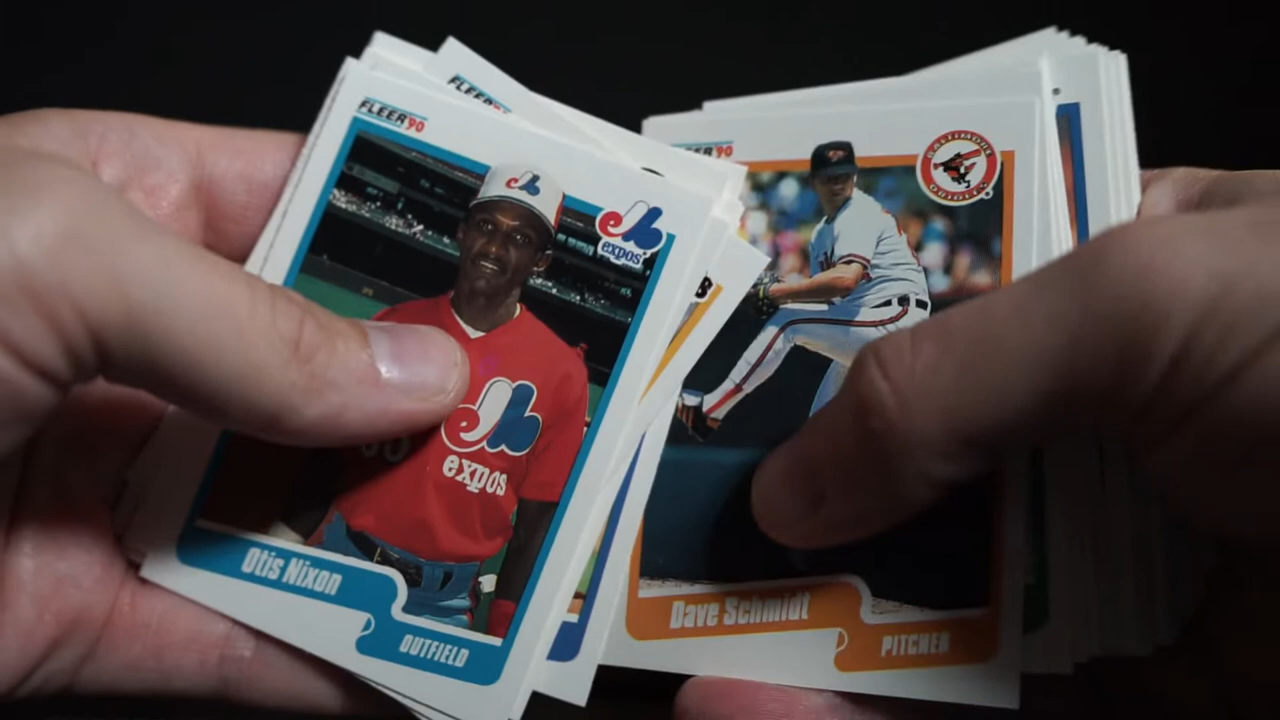 FLEER '90
expos
expos
Otis Nixon
OUTFIELD
FLEER
BALTIMORE
ORIOLES
Dave Schmidt
PITCHER